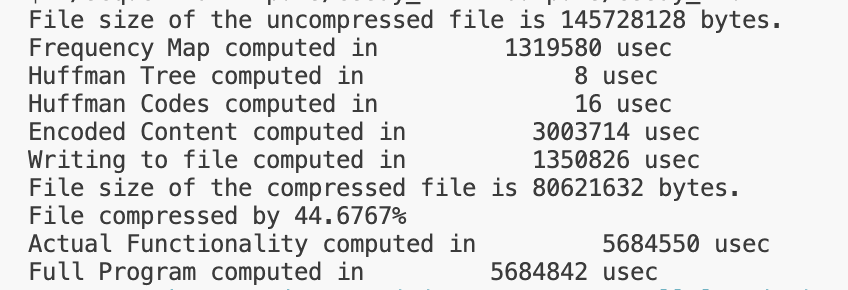 File size of the uncompressed file is 145728128 bytes.
Frequency Map computed in         1319580 usec
Huffman Tree computed in              8 usec
Huffman Codes computed in              16 usec
Encoded Content computed in         3003714 usec
Writing to file computed in         1350826 usec
File size of the compressed file is 80621632 bytes.
File compressed by 44.6767%
Actual Functionality computed in         5684550 usec
Full Program computed in         5684842 usec